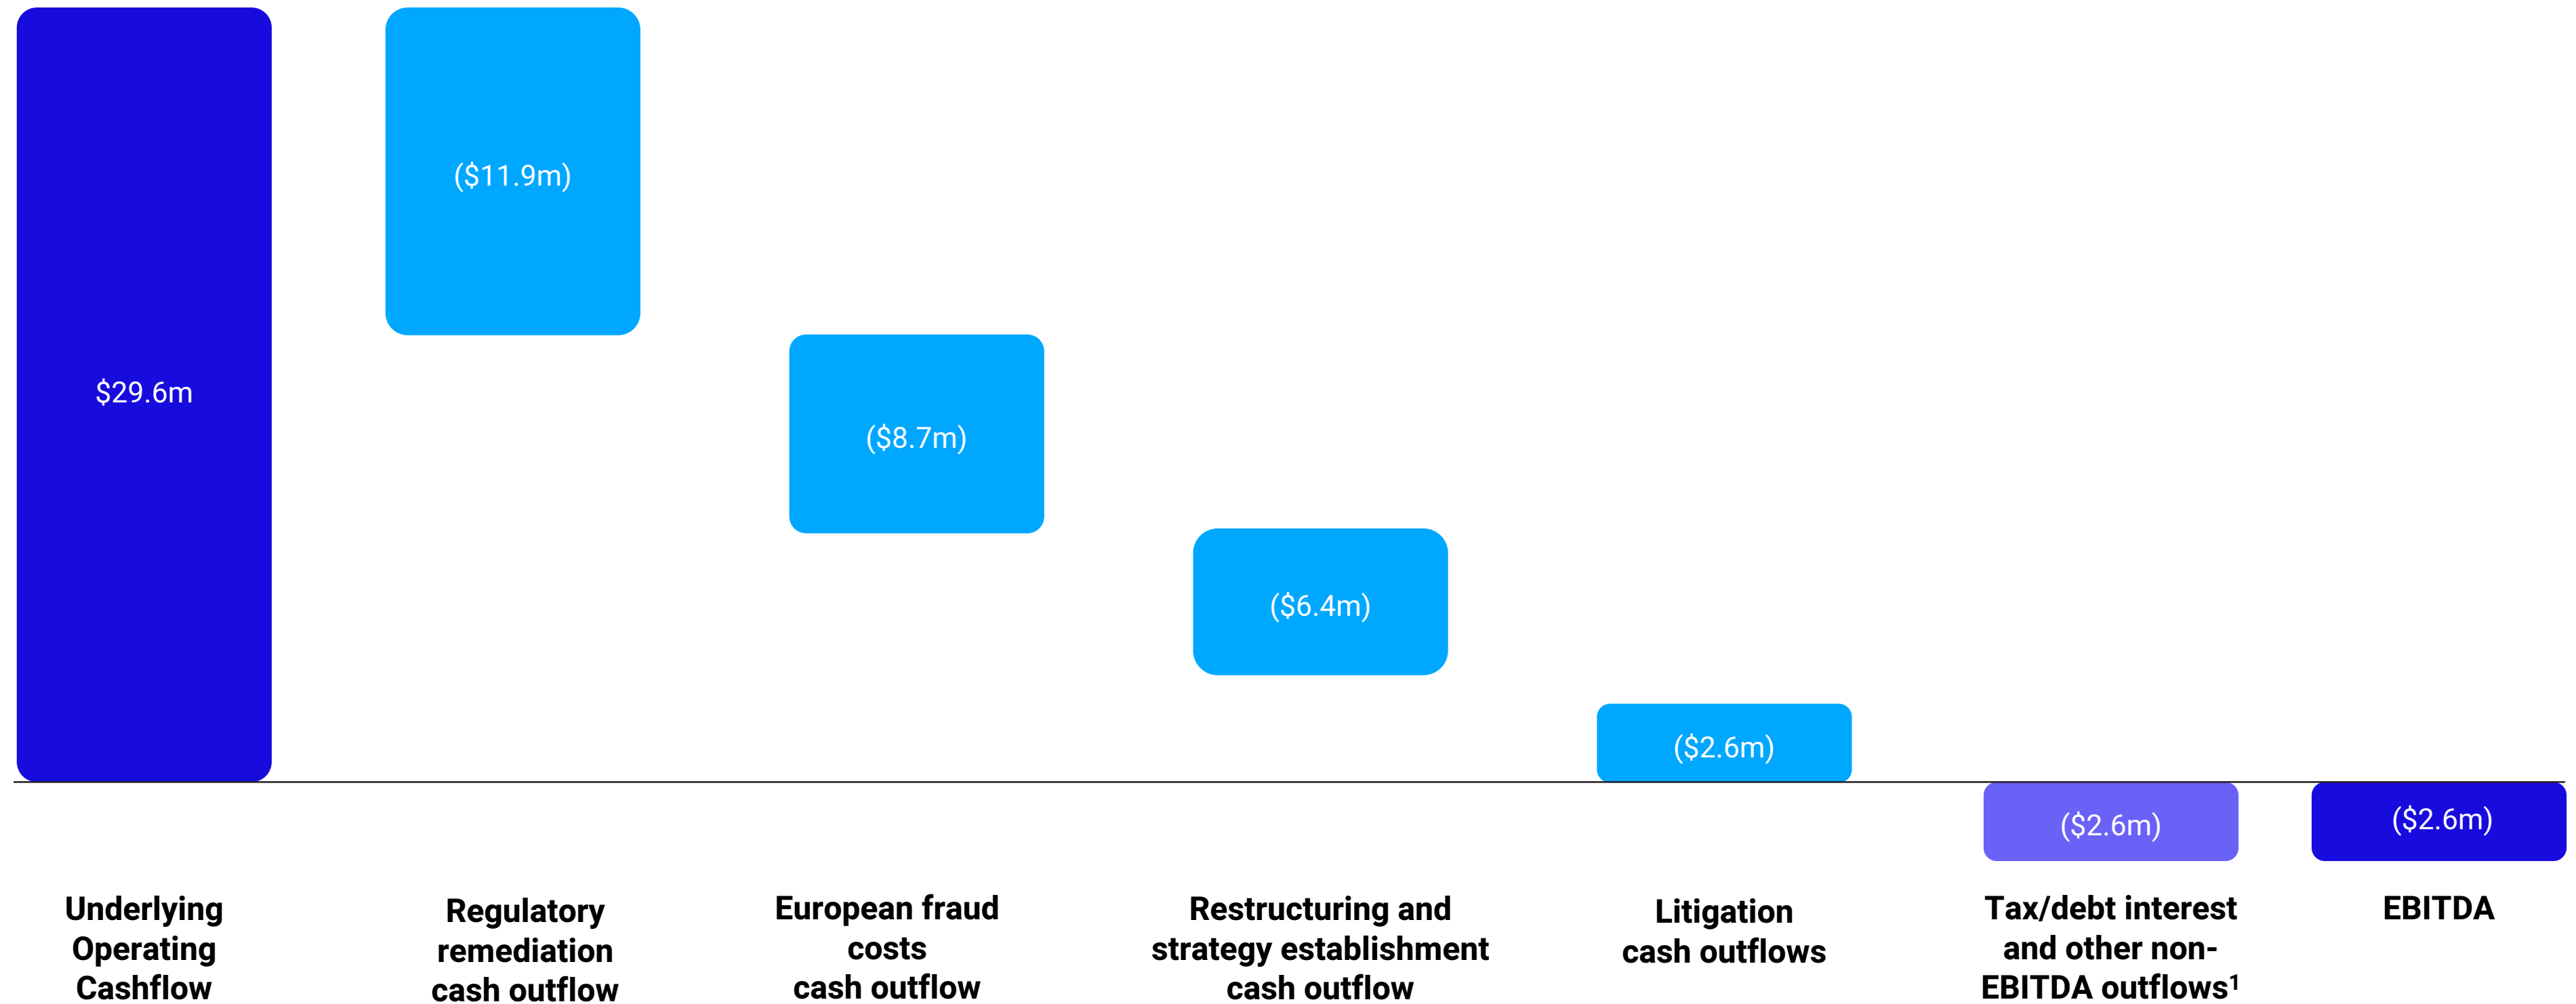 $29.6m
($11.9m)
($8.7m)
($6.4m)
($2.6m)
($2.6m)
($2.6m)
Underlying
Operating
Cashflow
Regulatory
remediation
cash outflow
European fraud
costs
cash outflow
Restructuring and
strategy establishment
cash outflow
Litigation
cash outflows
Tax/debt interest
and other non-
EBITDA outflows¹
EBITDA